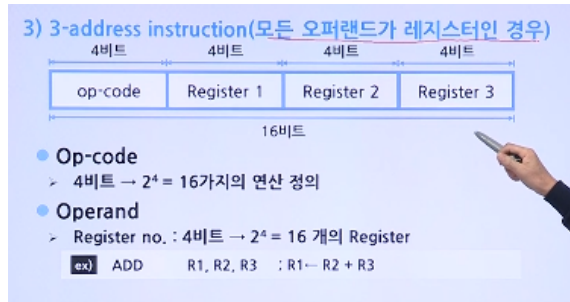 3) 3-address instruction(모든 오퍼랜드가 레지스터인 경우)
4비트 4비트 4비트 4비트
op-code Register 1 Register 2 Register 3
16비트
Op-code
➢ 4비트 → 2⁴ = 16가지의 연산 정의
Operand
➢ Register no. : 4비트 → 2⁴ = 16 개의 Register
ex) ADD R1, R2, R3 ; R1← R2 + R3